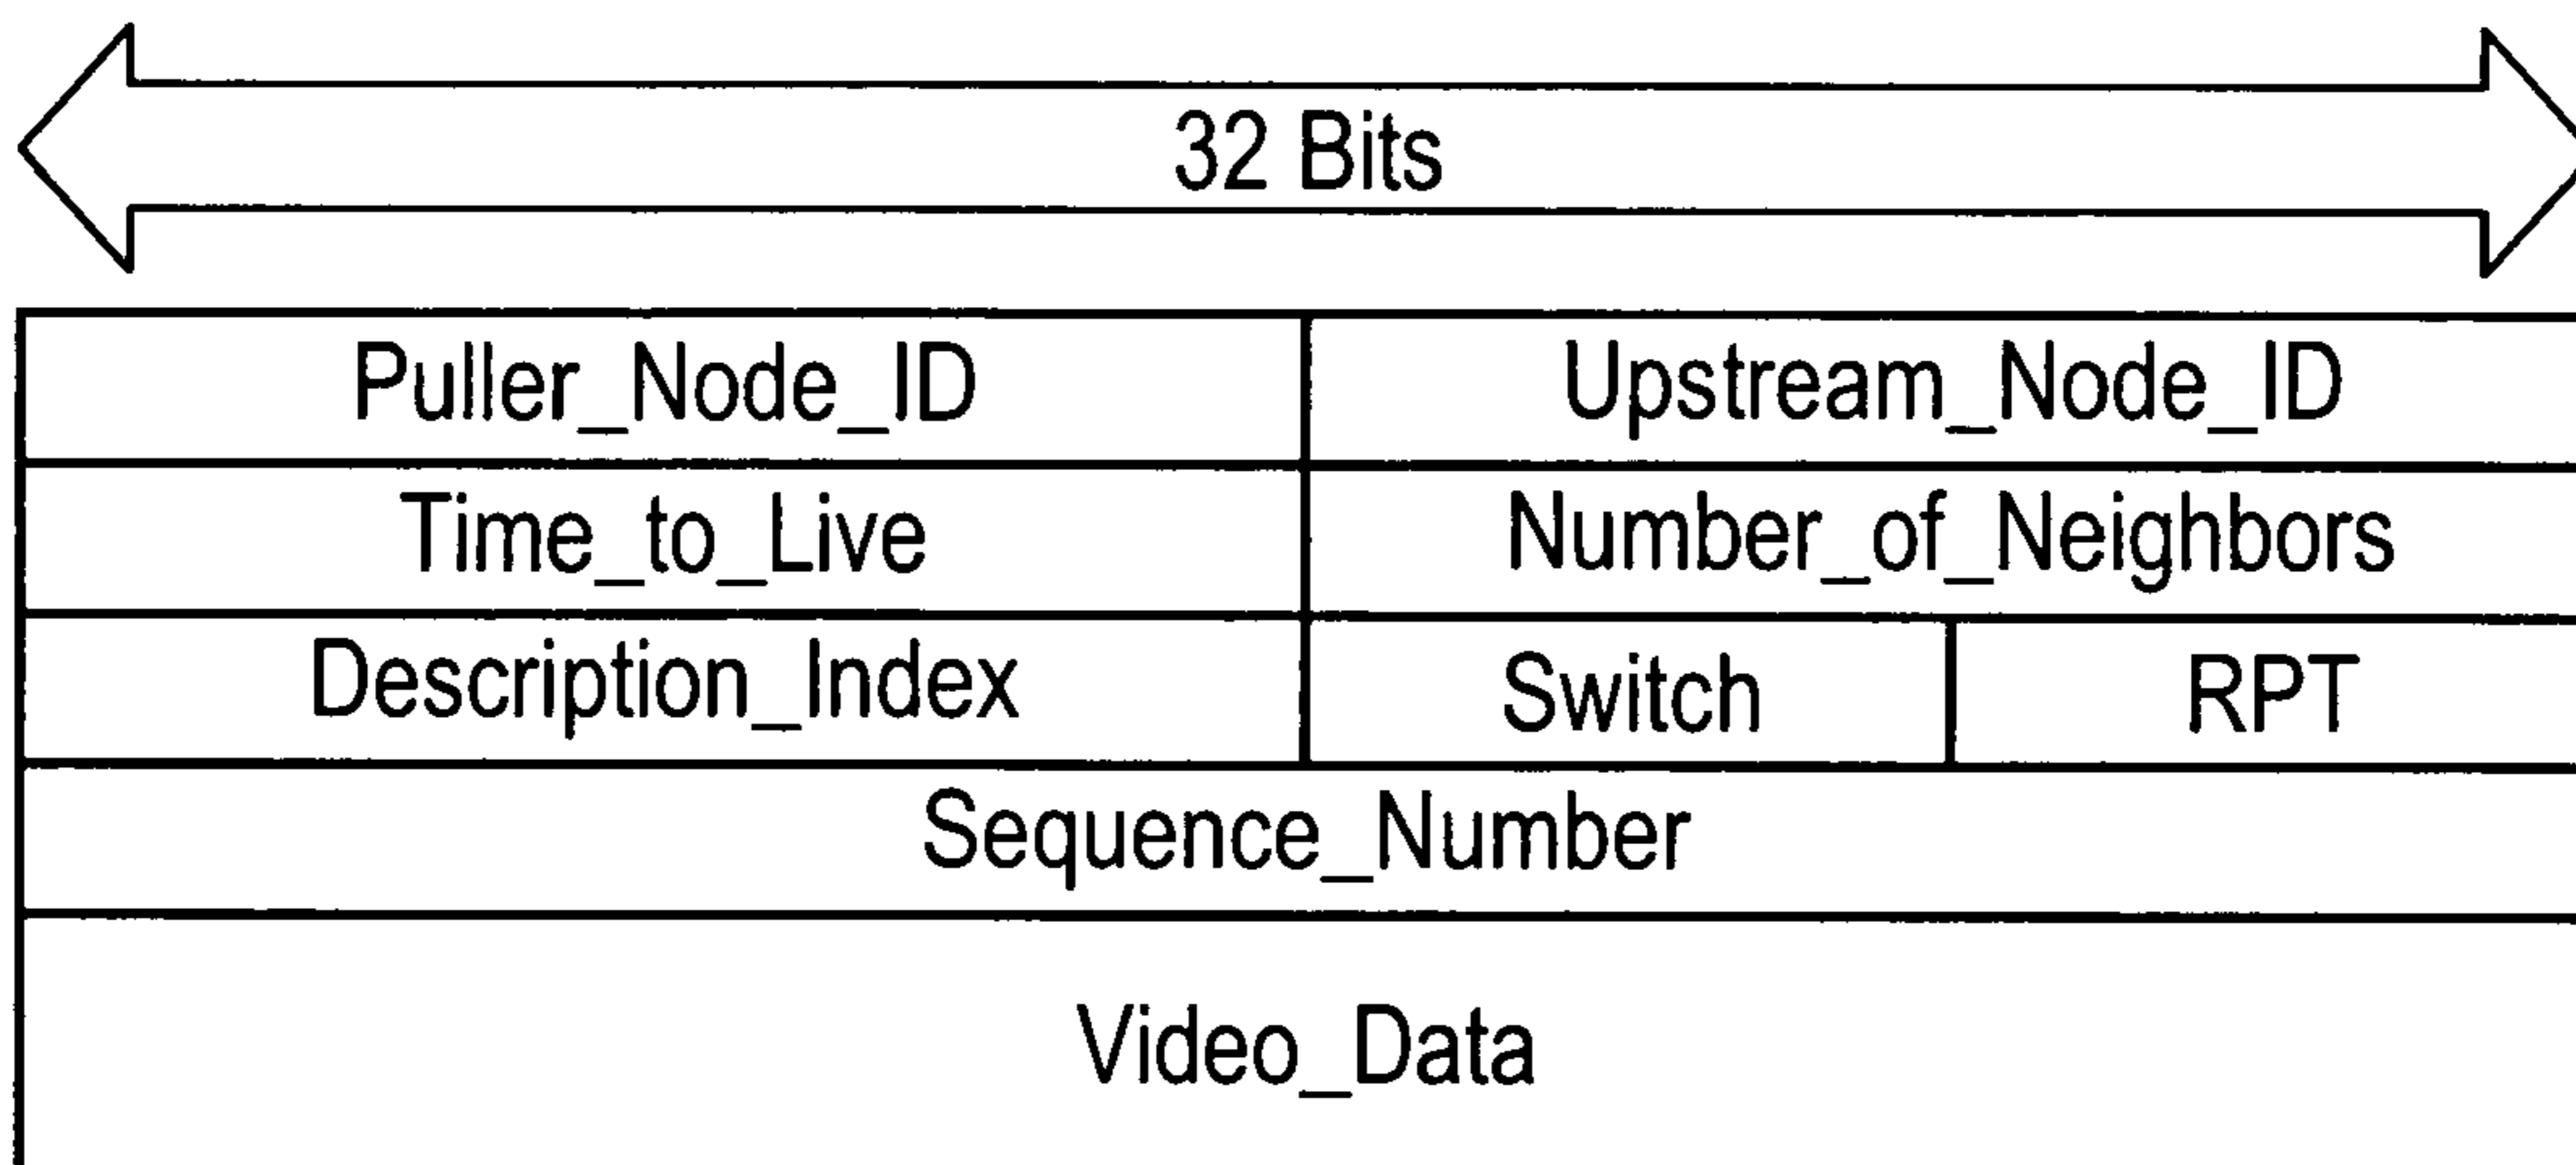 32 Bits
Puller_Node_ID Upstream_Node_ID
Time_to_Live Number_of_Neighbors
Description_Index Switch RPT
Sequence_Number
Video_Data